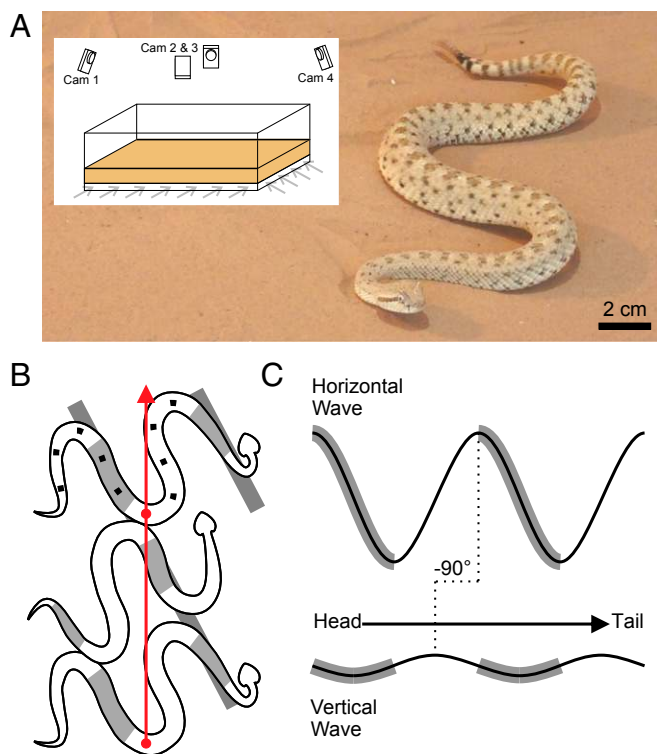 A
Cam 1
Cam 2 & 3
Cam 4
2 cm
B
C
Horizontal
Wave
-90°
Head
Tail
Vertical
Wave